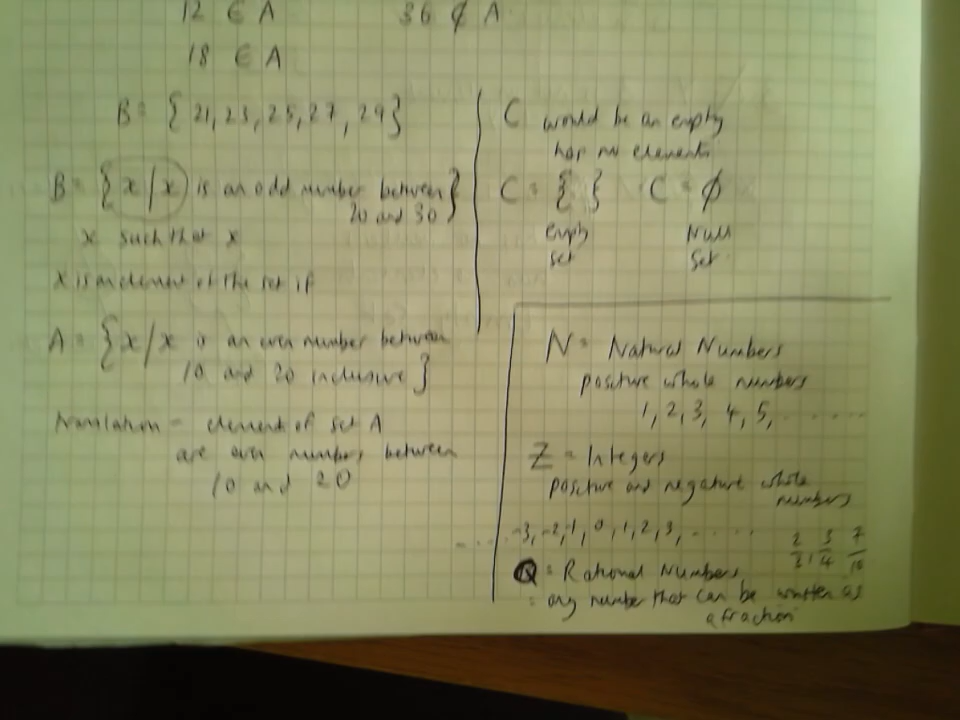 12 ∈ A 36 ∉ A
18 ∈ A
B = { 21, 23, 25, 27, 29}
B = {x / x is an odd number between
20 and 30}
x such that x
x is an element of the set if
A = {x / x is an even number between
10 and 20 inclusive}
translation = element of set A
are even numbers between
10 and 20
C would be an empty
has no elements
C = { } C = ϕ
empty Null
set set
N = Natural Numbers
positive whole numbers
1, 2, 3, 4, 5, ........
Z = Integers
positive and negative whole
numbers
.... -3, -2, -1, 0, 1, 2, 3, ......
3/4 7/10
Q = Rational Numbers
= any number that can be written as
a fraction